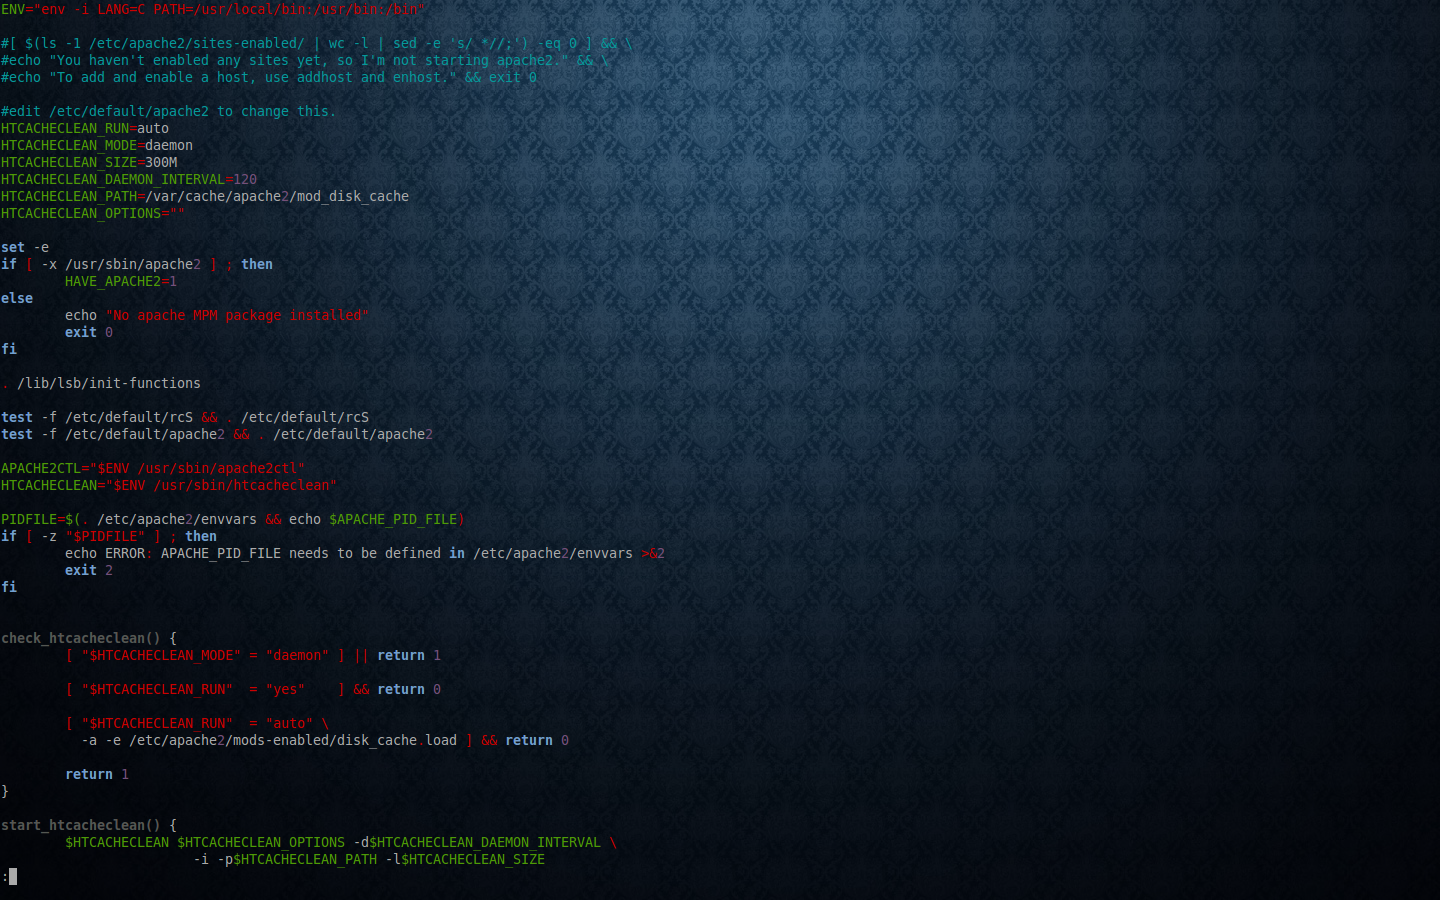 ENV="env -i LANG=C PATH=/usr/local/bin:/usr/bin:/bin"
#[ $(ls -1 /etc/apache2/sites-enabled/ | wc -l | sed -e 's/ *//;') -eq 0 ] && \
#echo "You haven't enabled any sites yet, so I'm not starting apache2." && \
#echo "To add and enable a host, use addhost and enhost." && exit 0
#edit /etc/default/apache2 to change this.
HTCACHECLEAN_RUN=auto
HTCACHECLEAN_MODE=daemon
HTCACHECLEAN_SIZE=300M
HTCACHECLEAN_DAEMON_INTERVAL=120
HTCACHECLEAN_PATH=/var/cache/apache2/mod_disk_cache
HTCACHECLEAN_OPTIONS=""
set -e
if [ -x /usr/sbin/apache2 ] ; then
        HAVE_APACHE2=1
else
        echo "No apache MPM package installed"
        exit 0
fi
. /lib/lsb/init-functions
test -f /etc/default/rcS && . /etc/default/rcS
test -f /etc/default/apache2 && . /etc/default/apache2
APACHE2CTL="$ENV /usr/sbin/apache2ctl"
HTCACHECLEAN="$ENV /usr/sbin/htcacheclean"
PIDFILE=$(. /etc/apache2/envvars && echo $APACHE_PID_FILE)
if [ -z "$PIDFILE" ] ; then
        echo ERROR: APACHE_PID_FILE needs to be defined in /etc/apache2/envvars >&2
        exit 2
fi
check_htcacheclean() {
        [ "$HTCACHECLEAN_MODE" = "daemon" ] || return 1
        [ "$HTCACHECLEAN_RUN"  = "yes"    ] && return 0
        [ "$HTCACHECLEAN_RUN"  = "auto" \
          -a -e /etc/apache2/mods-enabled/disk_cache.load ] && return 0
        return 1
}
start_htcacheclean() {
        $HTCACHECLEAN $HTCACHECLEAN_OPTIONS -d$HTCACHECLEAN_DAEMON_INTERVAL \
                        -i -p$HTCACHECLEAN_PATH -l$HTCACHECLEAN_SIZE
: